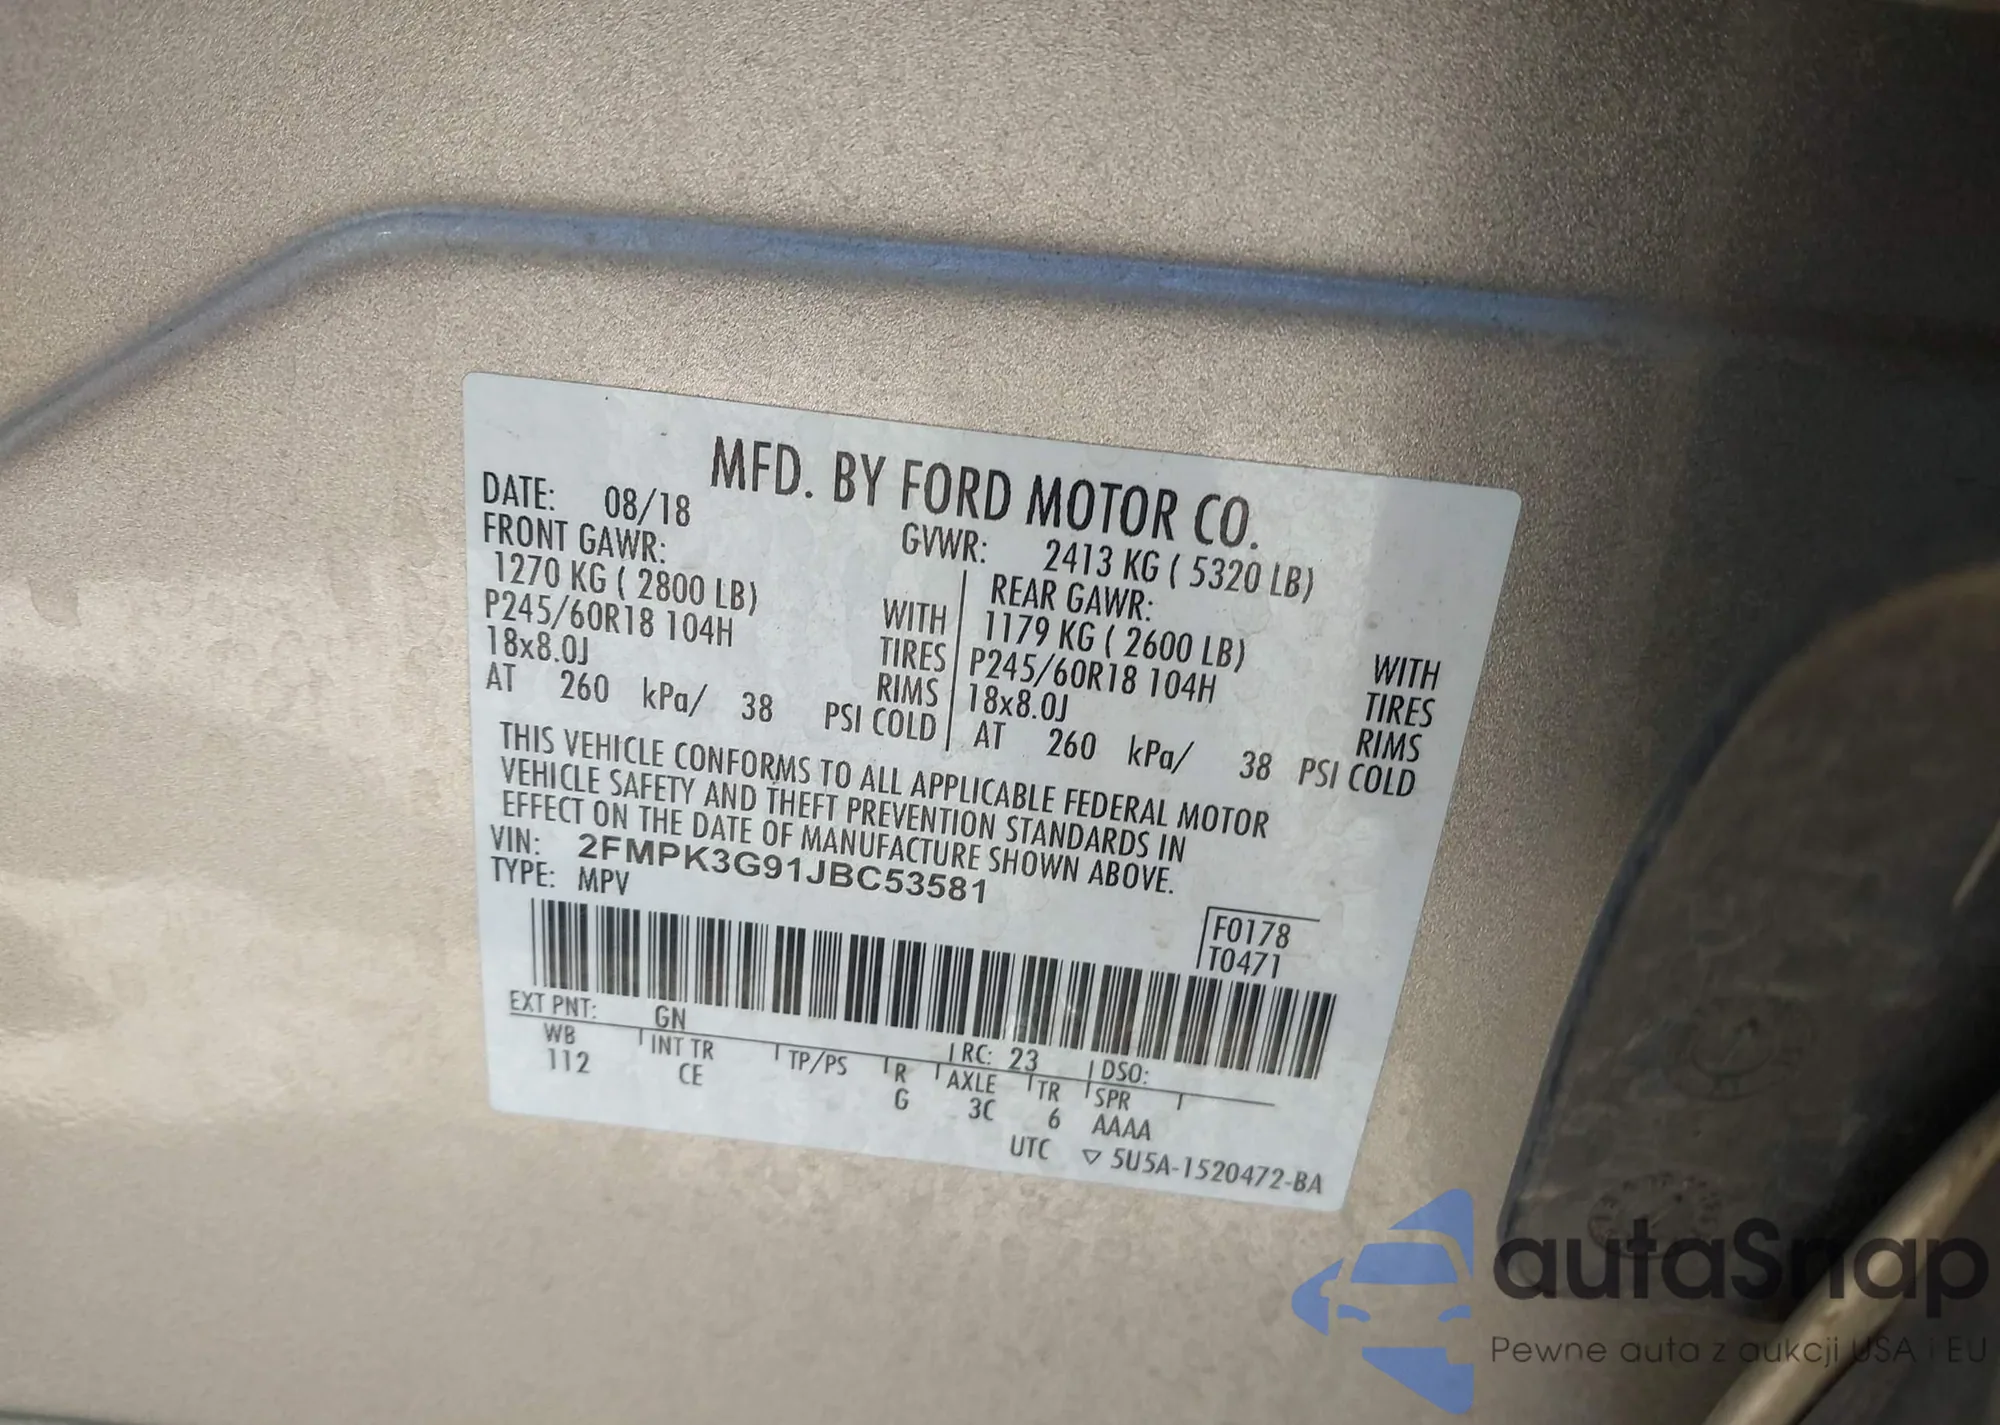 MFD. BY FORD MOTOR CO.
DATE: 08/18 GVWR: 2413 KG ( 5320 LB)
FRONT GAWR: REAR GAWR:
1270 KG ( 2800 LB) WITH 1179 KG ( 2600 LB) WITH
P245/60R18 104H TIRES P245/60R18 104H TIRES
18x8.0J RIMS 18x8.0J RIMS
AT 260 kPa/ 38 PSI COLD AT 260 kPa/ 38 PSI COLD
THIS VEHICLE CONFORMS TO ALL APPLICABLE FEDERAL MOTOR
VEHICLE SAFETY AND THEFT PREVENTION STANDARDS IN
EFFECT ON THE DATE OF MANUFACTURE SHOWN ABOVE.
VIN: 2FMPK3G91JBC53581
TYPE: MPV
F0178
T0471
EXT PNT: GN RC: 23 DSO:
WB INT TR TP/PS R AXLE TR SPR
112 CE G 3C 6 AAAA
UTC ▽ 5U5A-1520472-BA
autaSnap
Pewne auta z aukcji USA i EU